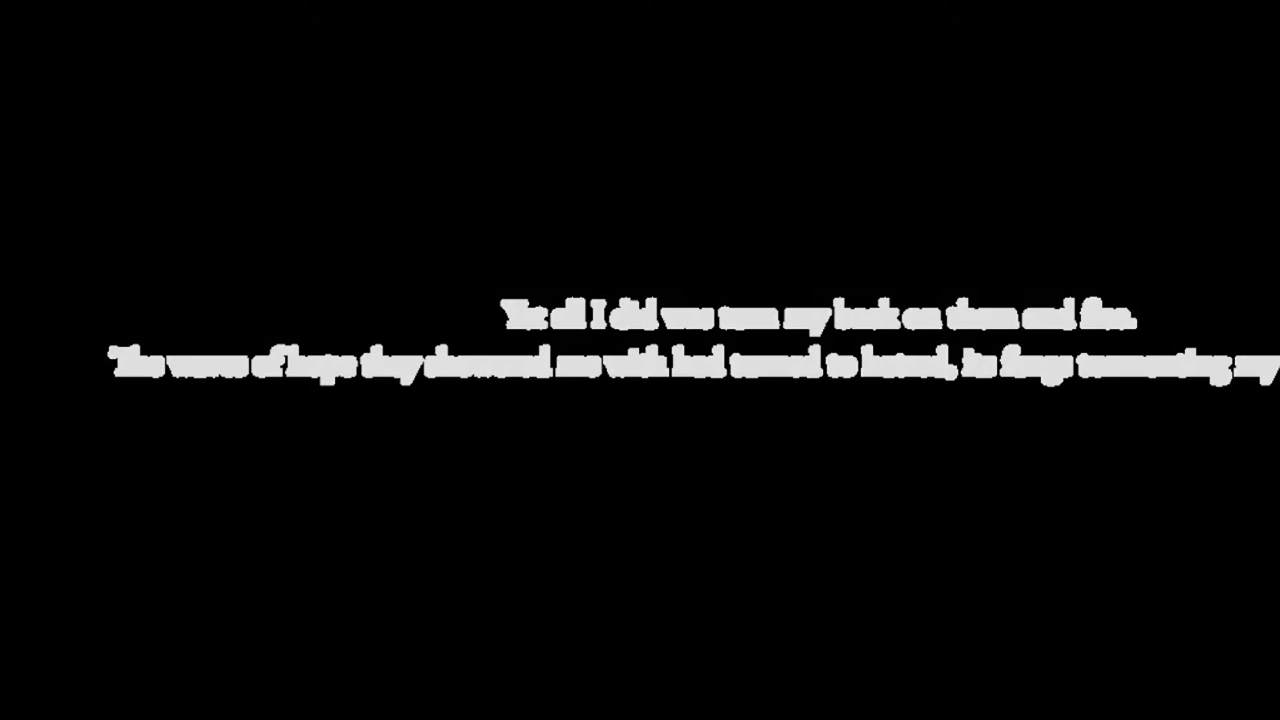 Yet all I did was turn my back on them and flee.
The waves of hope they showered me with had turned to hatred, its fangs tormenting my